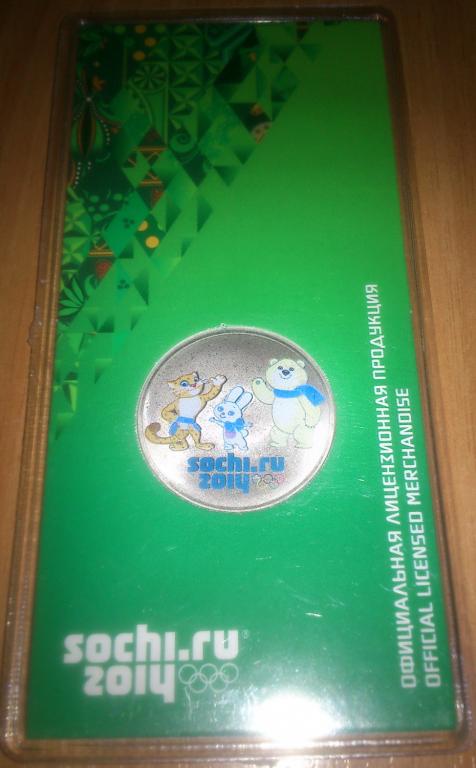 sochi.ru
2014
sochi.ru®
2014
ОФИЦИАЛЬНАЯ ЛИЦЕНЗИОННАЯ ПРОДУКЦИЯ
OFFICIAL LICENSED MERCHANDISE